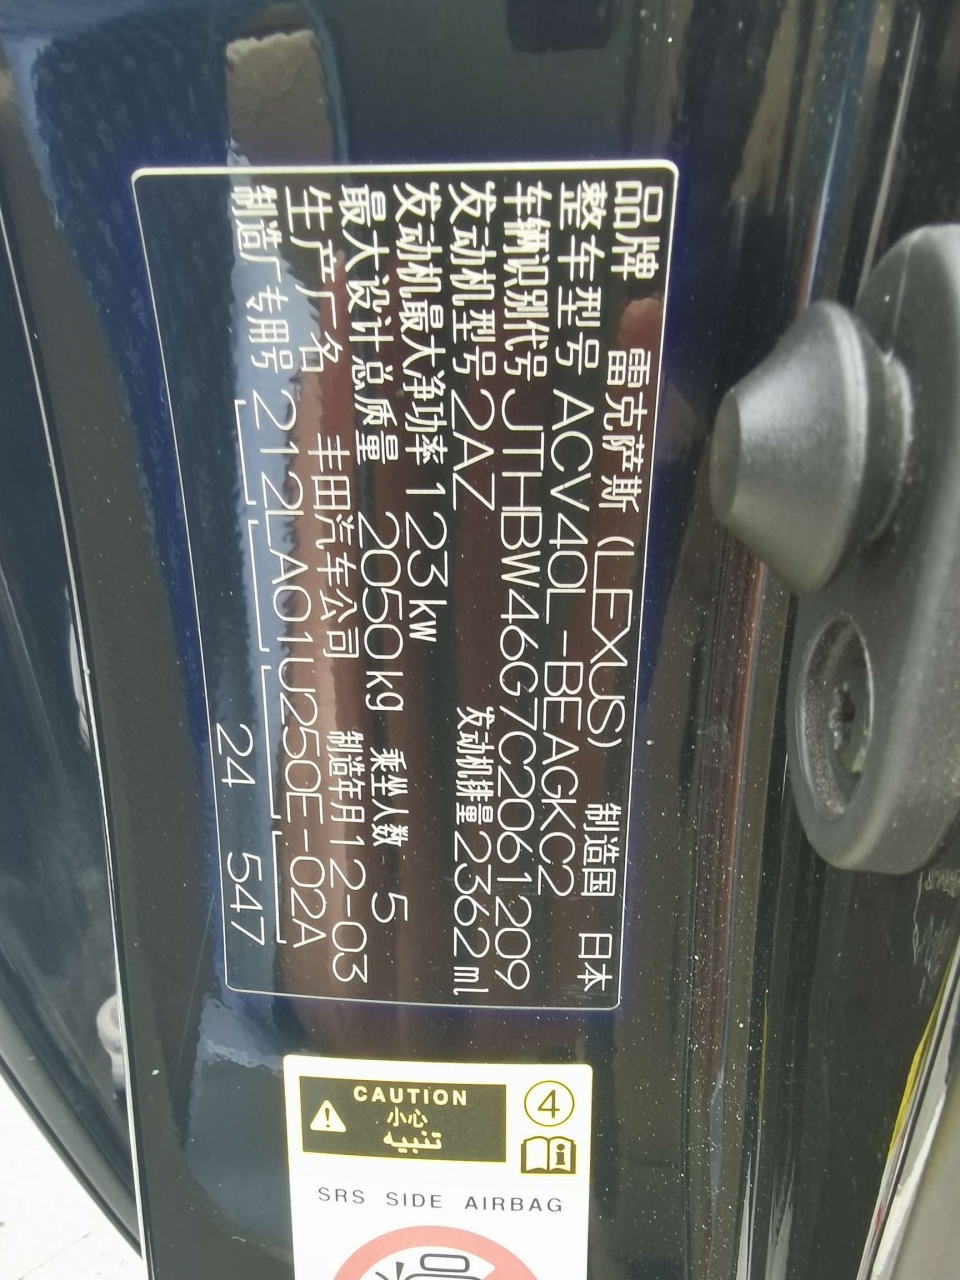 品牌 雷克萨斯 (LEXUS) 制造国 日本
整车型号 ACV40L-BEAGKC2
车辆识别代号 JTHBW46G7C2061209
发动机型号 2AZ 发动机排量 2362 ml
发动机最大净功率 123 kw
最大设计总质量 2050 kg 乘坐人数 5
生产厂名 丰田汽车公司 制造年月 12-03
制造厂专用号 212LA01U250E-02A
24 547
CAUTION
小心
تنبيه
4
i
SRS SIDE AIRBAG